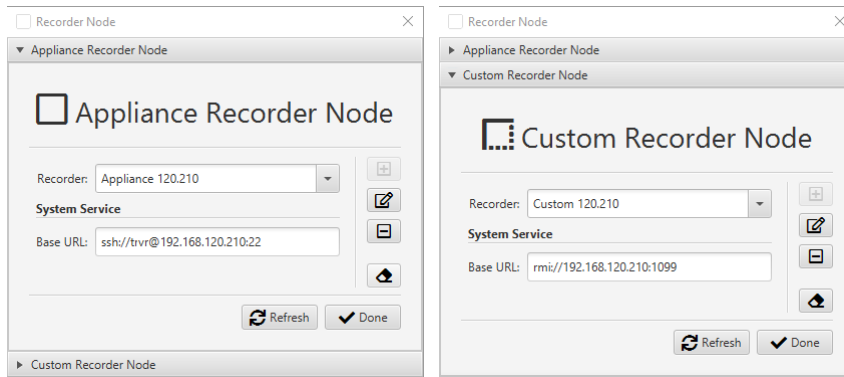 Recorder Node
Appliance Recorder Node
Appliance Recorder Node
Recorder: Appliance 120.210
System Service
Base URL: ssh://trvr@192.168.120.210:22
Refresh Done
Custom Recorder Node
Recorder Node
Appliance Recorder Node
Custom Recorder Node
Custom Recorder Node
Recorder: Custom 120.210
System Service
Base URL: rmi://192.168.120.210:1099
Refresh Done